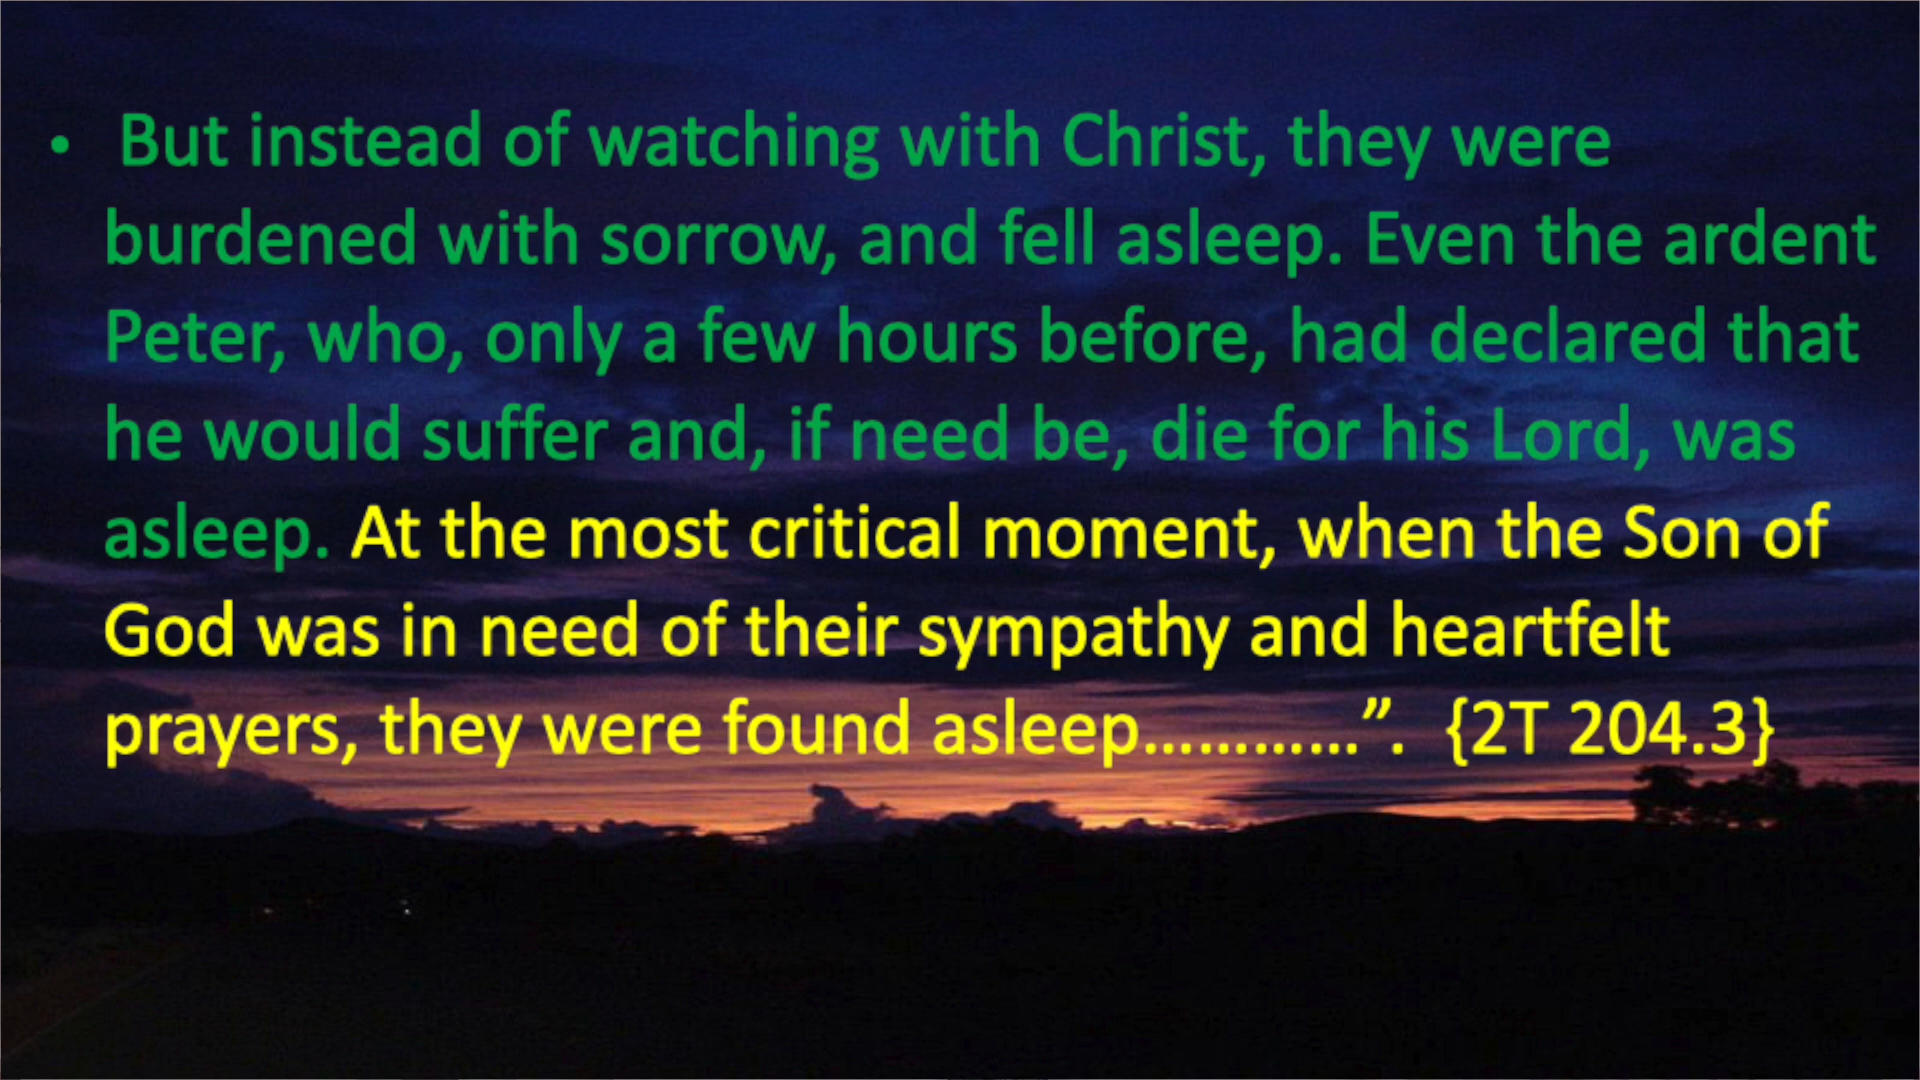 • But instead of watching with Christ, they were
burdened with sorrow, and fell asleep. Even the ardent
Peter, who, only a few hours before, had declared that
he would suffer and, if need be, die for his Lord, was
asleep. At the most critical moment, when the Son of
God was in need of their sympathy and heartfelt
prayers, they were found asleep…………”. {2T 204.3}